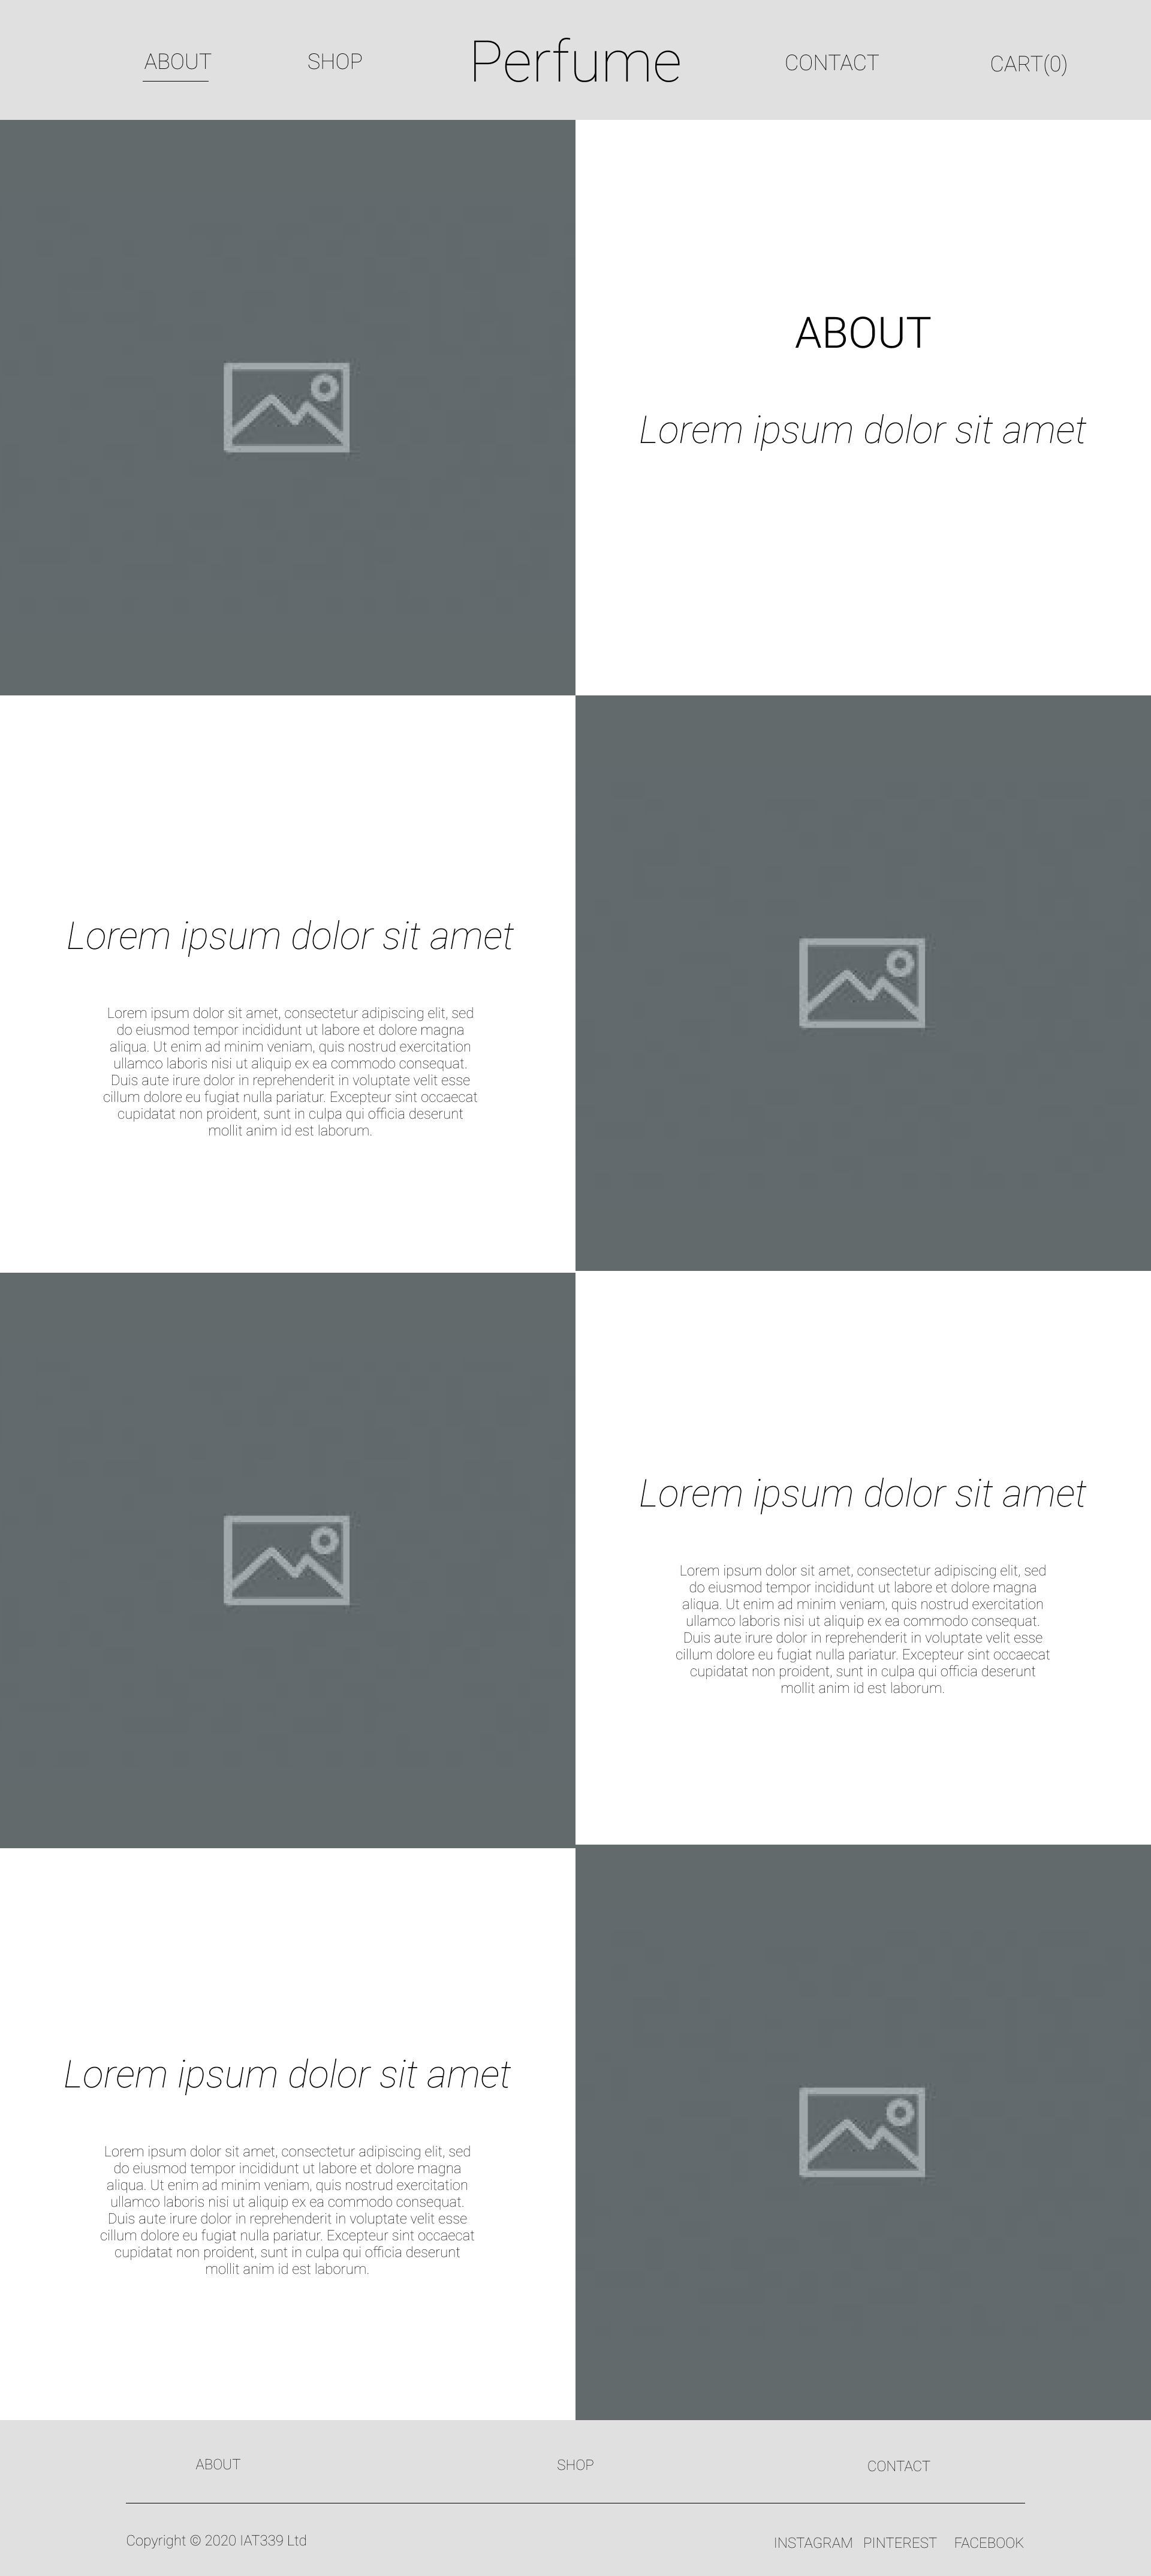 ABOUT
SHOP
Perfume
CONTACT
CART(0)
ABOUT
Lorem ipsum dolor sit amet
Lorem ipsum dolor sit amet
Lorem ipsum dolor sit amet, consectetur adipiscing elit, sed
do eiusmod tempor incididunt ut labore et dolore magna
aliqua. Ut enim ad minim veniam, quis nostrud exercitation
ullamco laboris nisi ut aliquip ex ea commodo consequat.
Duis aute irure dolor in reprehenderit in voluptate velit esse
cillum dolore eu fugiat nulla pariatur. Excepteur sint occaecat
cupidatat non proident, sunt in culpa qui officia deserunt
mollit anim id est laborum.
Lorem ipsum dolor sit amet
Lorem ipsum dolor sit amet, consectetur adipiscing elit, sed
do eiusmod tempor incididunt ut labore et dolore magna
aliqua. Ut enim ad minim veniam, quis nostrud exercitation
ullamco laboris nisi ut aliquip ex ea commodo consequat.
Duis aute irure dolor in reprehenderit in voluptate velit esse
cillum dolore eu fugiat nulla pariatur. Excepteur sint occaecat
cupidatat non proident, sunt in culpa qui officia deserunt
mollit anim id est laborum.
Lorem ipsum dolor sit amet
Lorem ipsum dolor sit amet, consectetur adipiscing elit, sed
do eiusmod tempor incididunt ut labore et dolore magna
aliqua. Ut enim ad minim veniam, quis nostrud exercitation
ullamco laboris nisi ut aliquip ex ea commodo consequat.
Duis aute irure dolor in reprehenderit in voluptate velit esse
cillum dolore eu fugiat nulla pariatur. Excepteur sint occaecat
cupidatat non proident, sunt in culpa qui officia deserunt
mollit anim id est laborum.
ABOUT
SHOP
CONTACT
Copyright © 2020 IAT339 Ltd
INSTAGRAM PINTEREST FACEBOOK